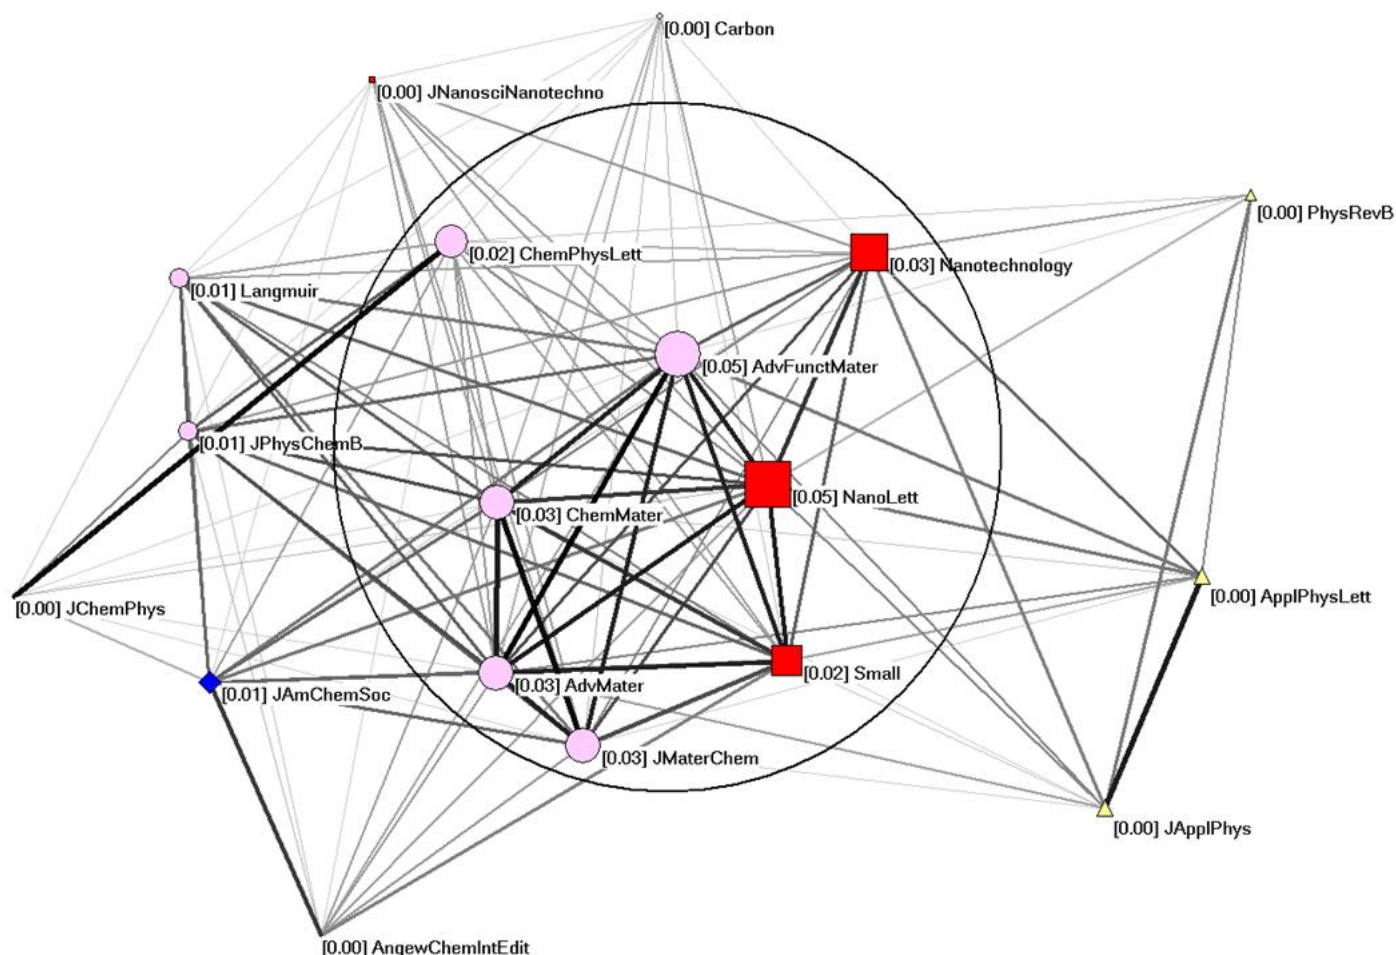 [0.00] Carbon
[0.00] JNanosciNanotechno
[0.00] PhysRevB
[0.02] ChemPhysLett
[0.03] Nanotechnology
[0.01] Langmuir
[0.05] AdvFunctMater
[0.01] JPhysChemB
[0.05] NanoLett
[0.03] ChemMater
[0.00] JChemPhys
[0.00] ApplPhysLett
[0.02] Small
[0.03] AdvMater
[0.01] JAmChemSoc
[0.03] JMaterChem
[0.00] JApplPhys
[0.00] AngewChemIntEdit